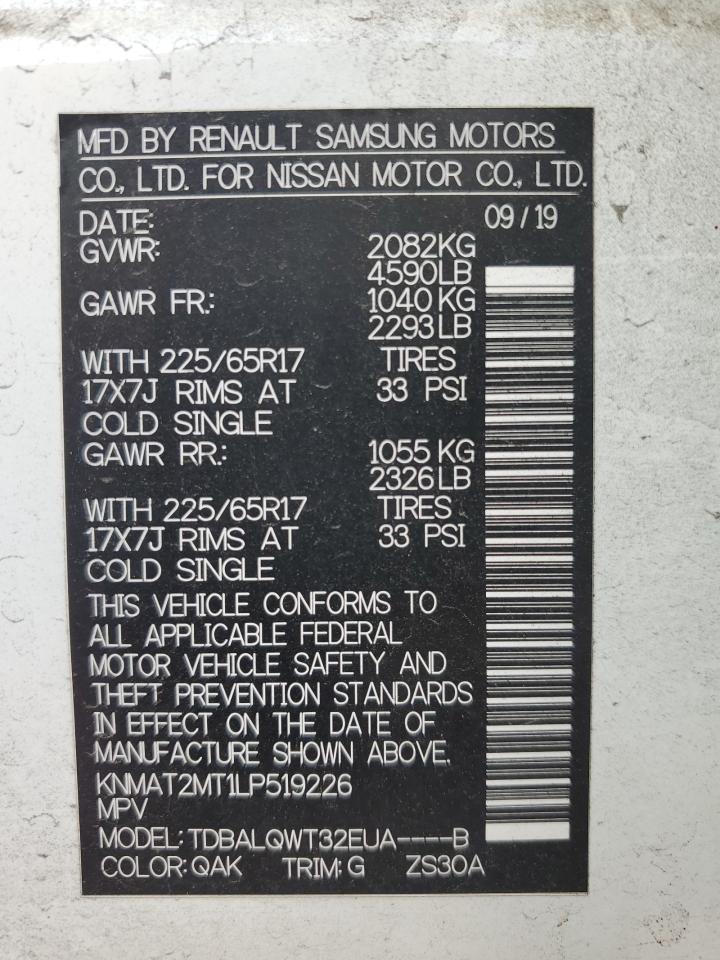 MFD BY RENAULT SAMSUNG MOTORS
CO., LTD. FOR NISSAN MOTOR CO., LTD.
DATE: 09 / 19
GVWR: 2082KG
4590LB
GAWR FR.: 1040 KG
2293 LB
WITH 225/65R17 TIRES
17X7J RIMS AT 33 PSI
COLD SINGLE
GAWR RR.: 1055 KG
2326 LB
WITH 225/65R17 TIRES
17X7J RIMS AT 33 PSI
COLD SINGLE
THIS VEHICLE CONFORMS TO
ALL APPLICABLE FEDERAL
MOTOR VEHICLE SAFETY AND
THEFT PREVENTION STANDARDS
IN EFFECT ON THE DATE OF
MANUFACTURE SHOWN ABOVE.
KNMAT2MT1LP519226
MPV
MODEL: TDBALQWT32EUA----B
COLOR: QAK TRIM: G ZS30A